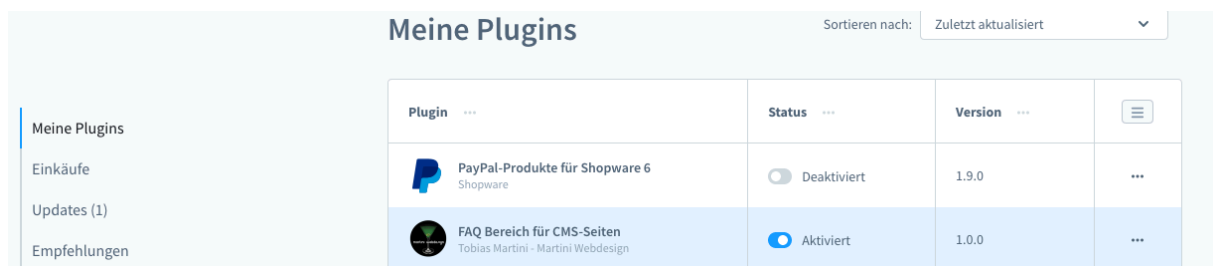 Meine Plugins
Sortieren nach: Zuletzt aktualisiert
Meine Plugins
Einkäufe
Updates (1)
Empfehlungen
Plugin ... Status ... Version ...
PayPal-Produkte für Shopware 6 Deaktiviert 1.9.0 ...
Shopware
FAQ Bereich für CMS-Seiten Aktiviert 1.0.0 ...
Tobias Martini - Martini Webdesign